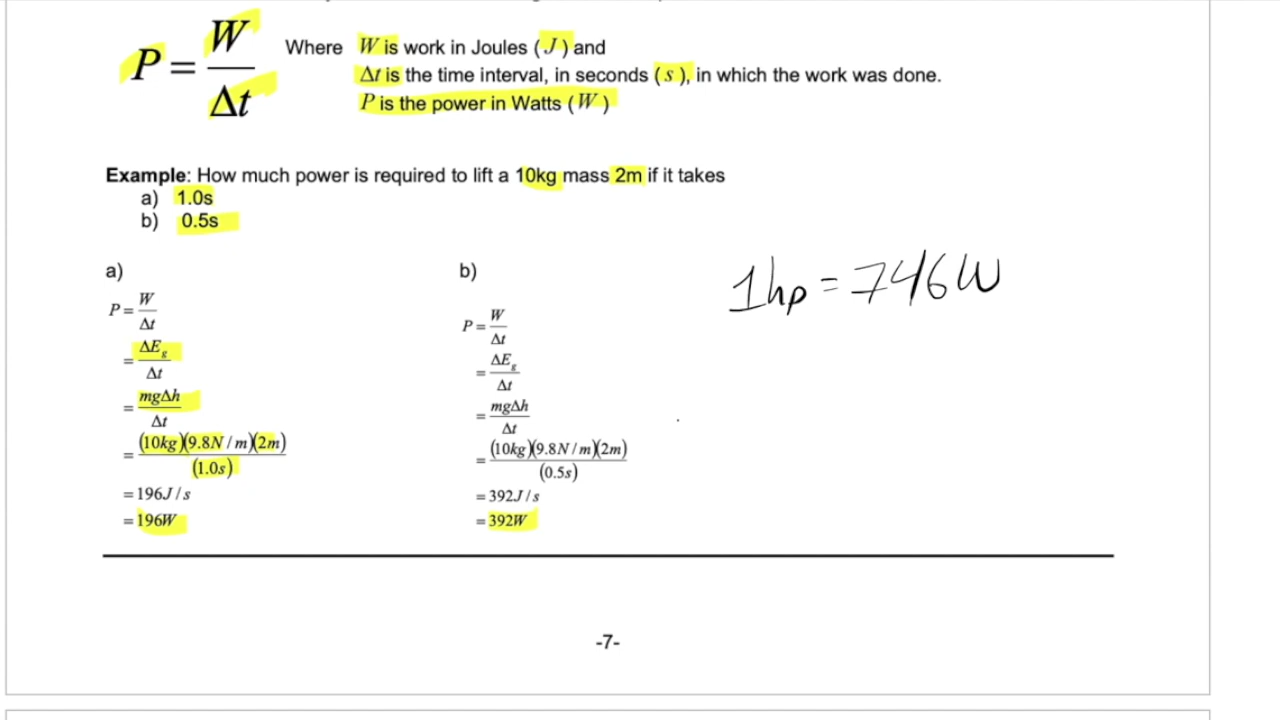 P = W / Δt
Where W is work in Joules (J) and
Δt is the time interval, in seconds (s), in which the work was done.
P is the power in Watts (W)
Example: How much power is required to lift a 10kg mass 2m if it takes
a) 1.0s
b) 0.5s
a)
P = W / Δt
= ΔEg / Δt
= mgΔh / Δt
= (10kg)(9.8N / m)(2m) / (1.0s)
= 196J / s
= 196W
b)
P = W / Δt
= ΔEg / Δt
= mgΔh / Δt
= (10kg)(9.8N / m)(2m) / (0.5s)
= 392J / s
= 392W
1hp = 746W
-7-